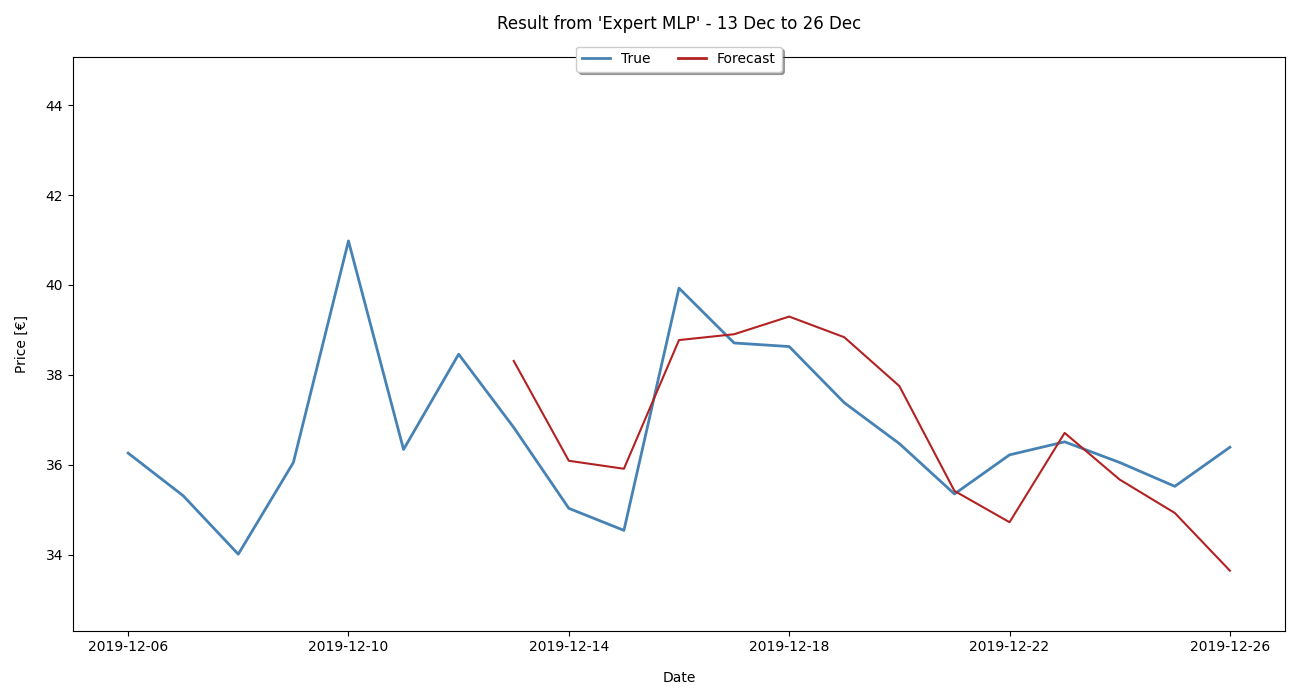 Result from 'Expert MLP' - 13 Dec to 26 Dec
True Forecast
44
42
40
38
36
34
Price [€]
2019-12-06 2019-12-10 2019-12-14 2019-12-18 2019-12-22 2019-12-26
Date